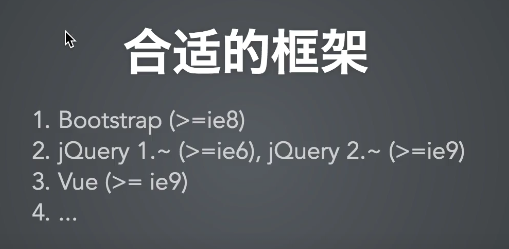 合适的框架
1. Bootstrap (>=ie8)
2. jQuery 1.~ (>=ie6), jQuery 2.~ (>=ie9)
3. Vue (>= ie9)
4. ...